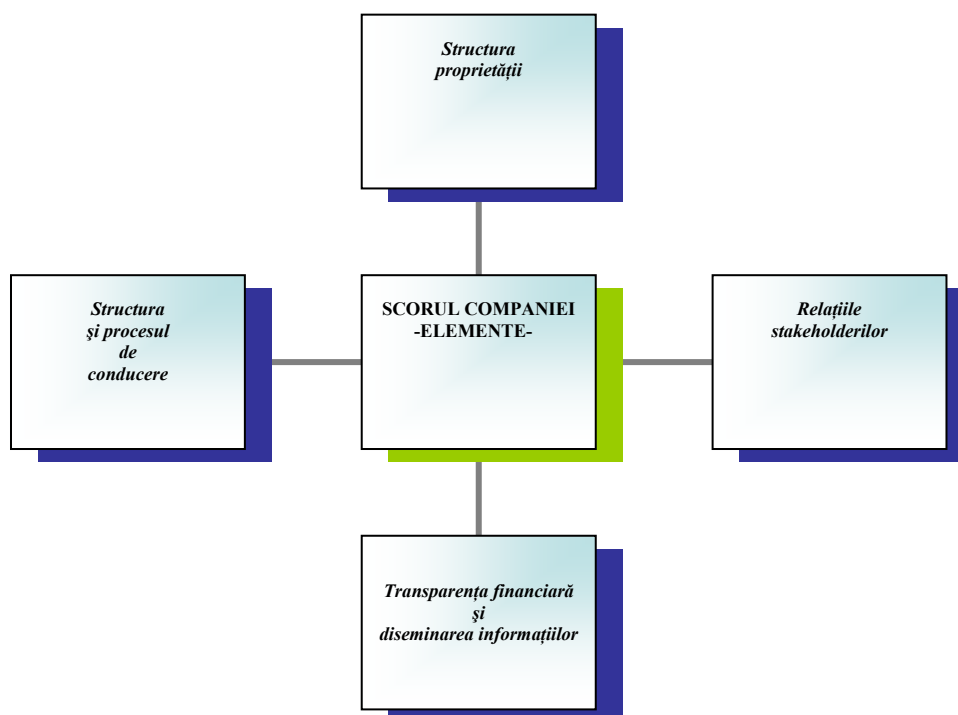 Structura
proprietății
Structura
şi procesul
de
conducere
SCORUL COMPANIEI
-ELEMENTE-
Relațiile
stakeholderilor
Transparența financiară
şi
diseminarea informațiilor